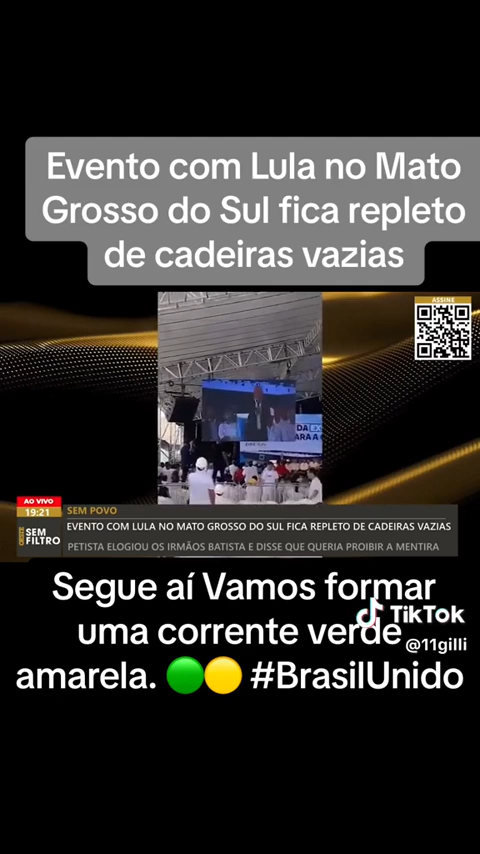 Evento com Lula no Mato
Grosso do Sul fica repleto
de cadeiras vazias
ASSINE
AO VIVO
19:21
OESTE
SEM
FILTRO
SEM POVO
EVENTO COM LULA NO MATO GROSSO DO SUL FICA REPLETO DE CADEIRAS VAZIAS
PETISTA ELOGIOU OS IRMÃOS BATISTA E DISSE QUE QUERIA PROIBIR A MENTIRA
Segue aí Vamos formar
uma corrente verde
amarela. 🟢🟡 #BrasilUnido
TikTok
@11gilli